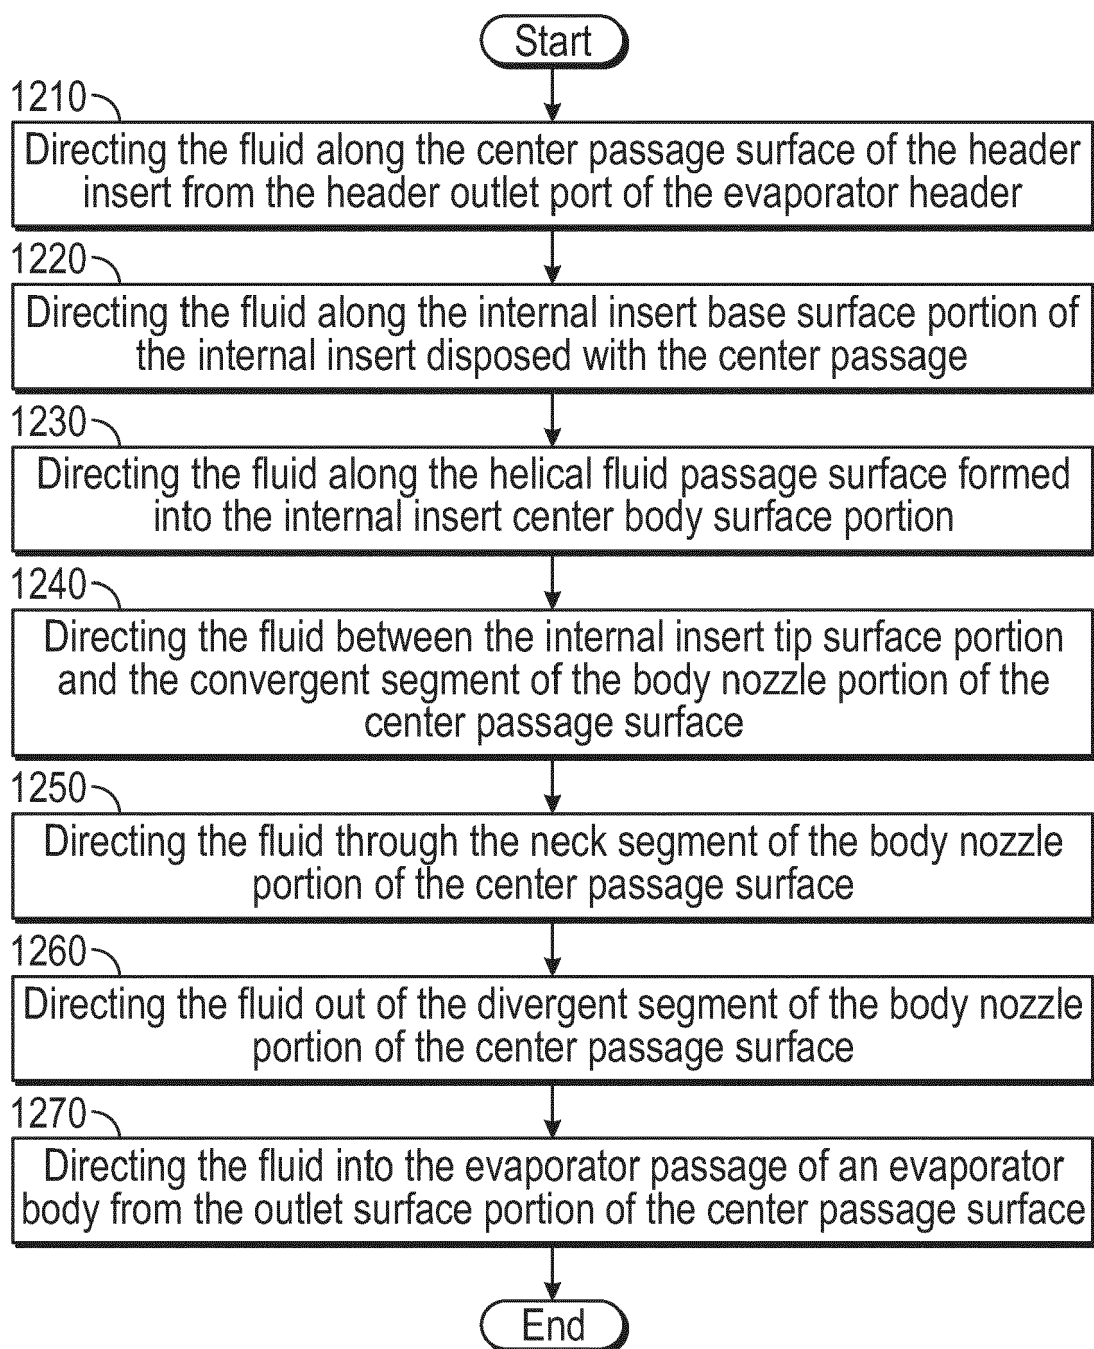 Start
1210
Directing the fluid along the center passage surface of the header
insert from the header outlet port of the evaporator header
1220
Directing the fluid along the internal insert base surface portion of
the internal insert disposed with the center passage
1230
Directing the fluid along the helical fluid passage surface formed
into the internal insert center body surface portion
1240
Directing the fluid between the internal insert tip surface portion
and the convergent segment of the body nozzle portion of the
center passage surface
1250
Directing the fluid through the neck segment of the body nozzle
portion of the center passage surface
1260
Directing the fluid out of the divergent segment of the body nozzle
portion of the center passage surface
1270
Directing the fluid into the evaporator passage of an evaporator
body from the outlet surface portion of the center passage surface
End